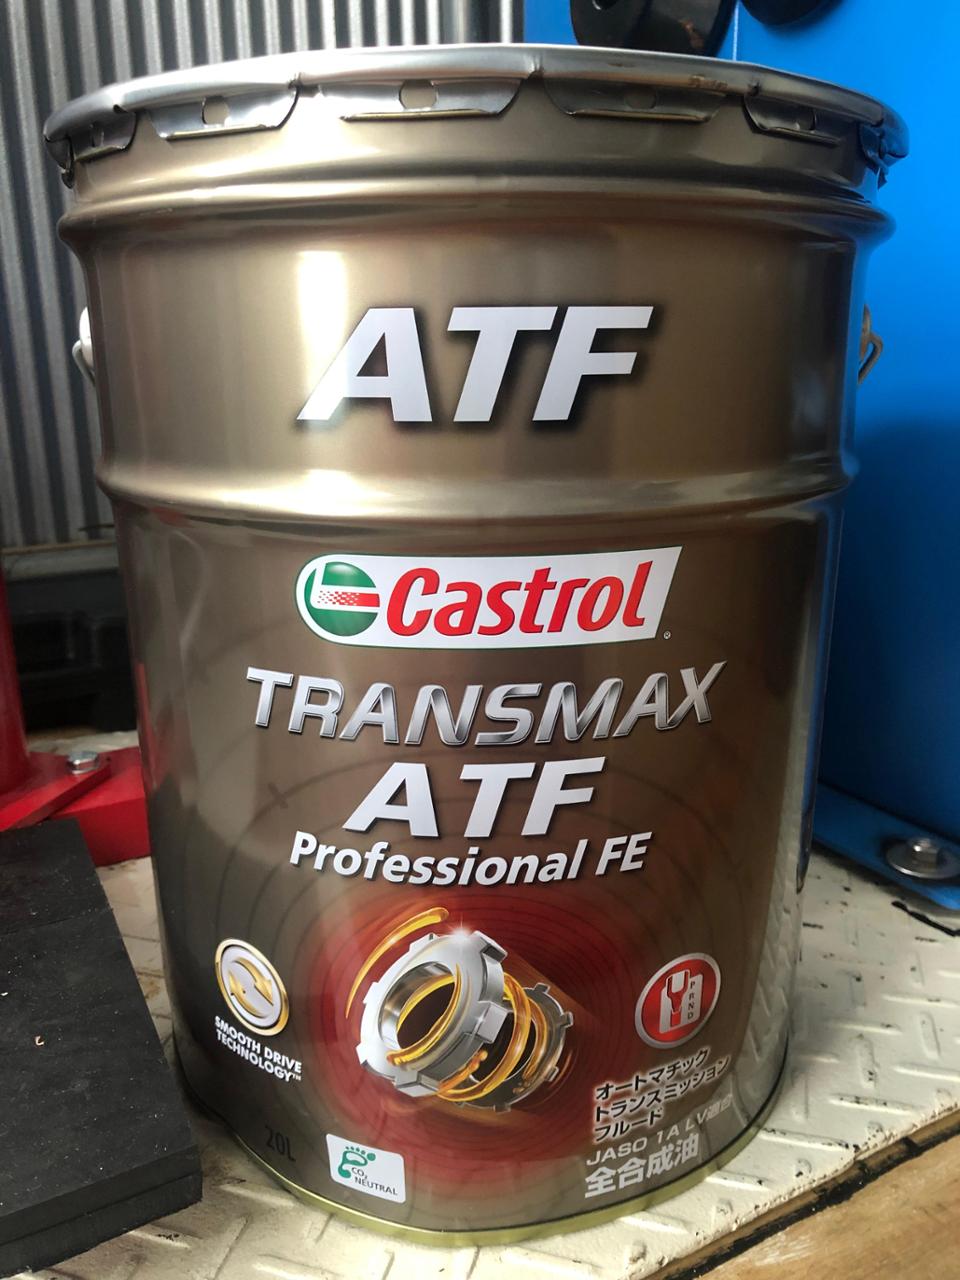 ATF
Castrol®
TRANSMAX
ATF
Professional FE
SMOOTH DRIVE
TECHNOLOGY™
P
R
N
D
オートマチック
トランスミッション
フルード
JASO 1A LV適合
全合成油
20L
CO2
NEUTRAL